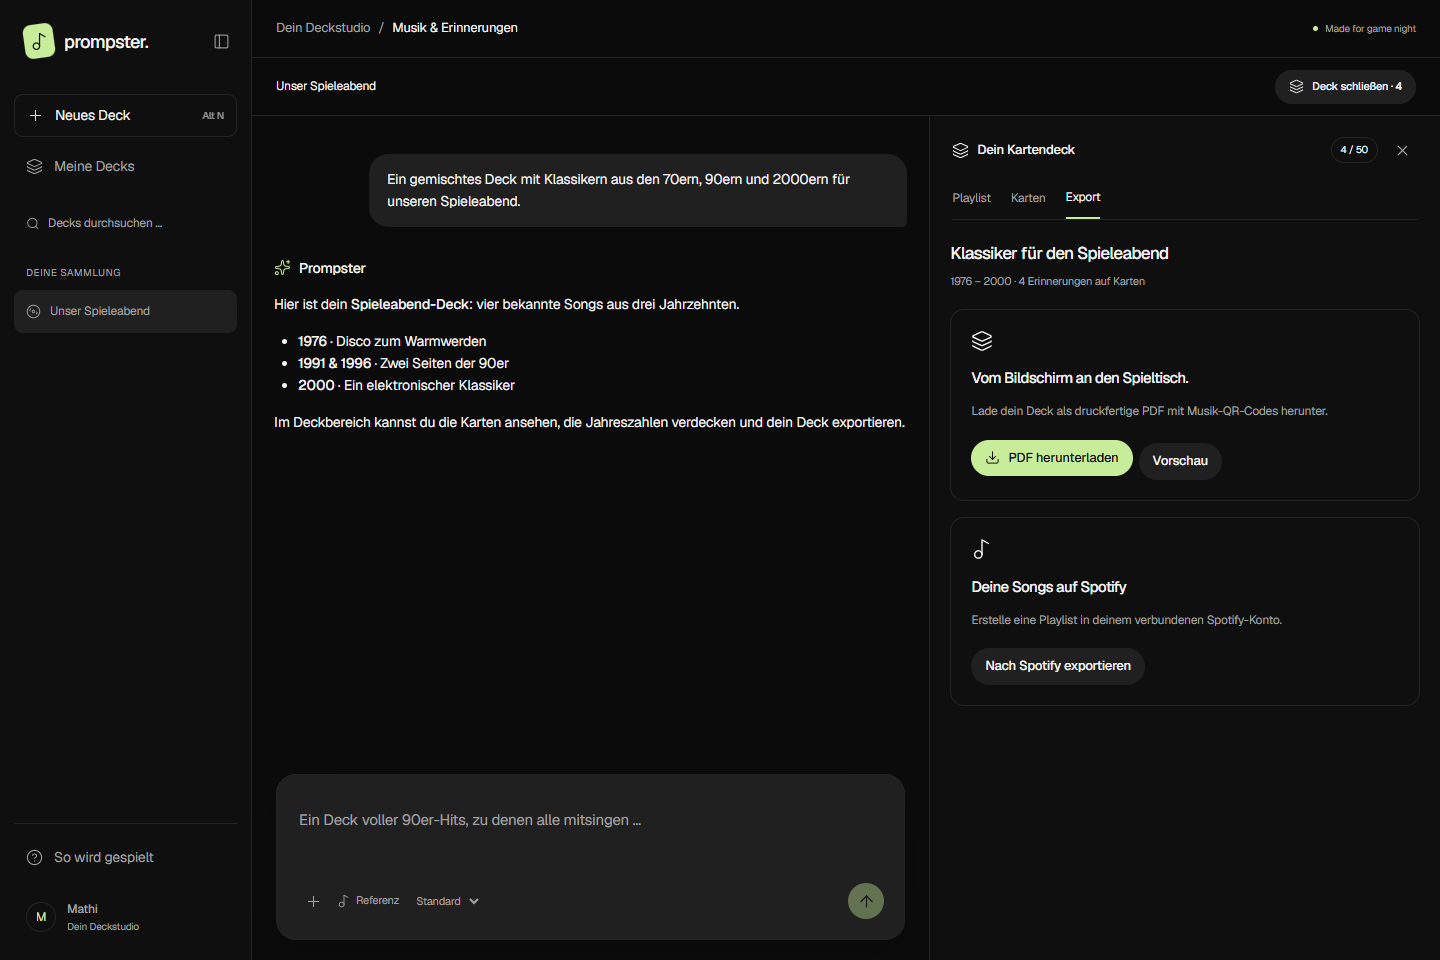 prompster.
Neues Deck
Alt N
Meine Decks
Decks durchsuchen ...
DEINE SAMMLUNG
Unser Spieleabend
So wird gespielt
M
Mathi
Dein Deckstudio
Dein Deckstudio / Musik & Erinnerungen
Made for game night
Unser Spieleabend
Deck schließen · 4
Ein gemischtes Deck mit Klassikern aus den 70ern, 90ern und 2000ern für
unseren Spieleabend.
Prompster
Hier ist dein Spieleabend-Deck: vier bekannte Songs aus drei Jahrzehnten.
• 1976 · Disco zum Warmwerden
• 1991 & 1996 · Zwei Seiten der 90er
• 2000 · Ein elektronischer Klassiker
Im Deckbereich kannst du die Karten ansehen, die Jahreszahlen verdecken und dein Deck exportieren.
Ein Deck voller 90er-Hits, zu denen alle mitsingen ...
Referenz
Standard
Dein Kartendeck
4 / 50
Playlist
Karten
Export
Klassiker für den Spieleabend
1976 – 2000 · 4 Erinnerungen auf Karten
Vom Bildschirm an den Spieltisch.
Lade dein Deck als druckfertige PDF mit Musik-QR-Codes herunter.
PDF herunterladen
Vorschau
Deine Songs auf Spotify
Erstelle eine Playlist in deinem verbundenen Spotify-Konto.
Nach Spotify exportieren